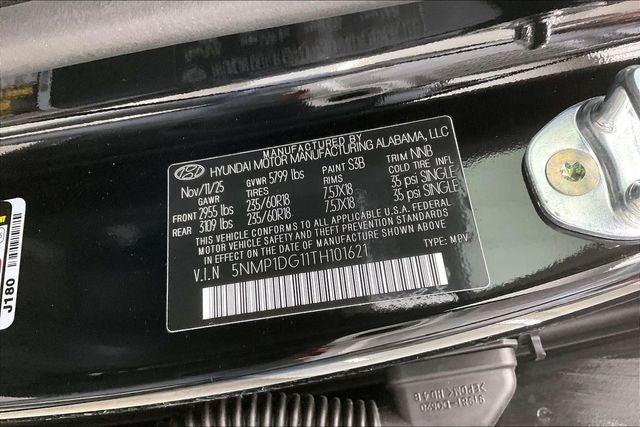 MANUFACTURED BY
HYUNDAI MOTOR MANUFACTURING ALABAMA, LLC
Nov/11/25 GVWR 5799 lbs PAINT S3B TRIM NNB
GAWR TIRES RIMS COLD TIRE INFL
FRONT 2955 lbs 235/60R18 7.5JX18 35 psi SINGLE
REAR 3109 lbs 235/60R18 7.5JX18 35 psi SINGLE
THIS VEHICLE CONFORMS TO ALL APPLICABLE U.S.A FEDERAL
MOTOR VEHICLE SAFETY AND THEFT PREVENTION STANDARDS
IN EFFECT ON THE DATE OF MANUFACTURE SHOWN ABOVE
V.I.N 5NMP1DG11TH101621 TYPE: MPV
J180